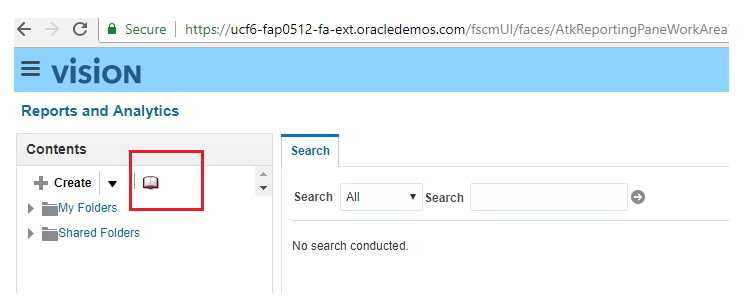 Secure https://ucf6-fap0512-fa-ext.oracledemos.com/fscmUI/faces/AtkReportingPaneWorkArea
vision
Reports and Analytics
Contents
Search
Create
Search All Search
My Folders
Shared Folders
No search conducted.